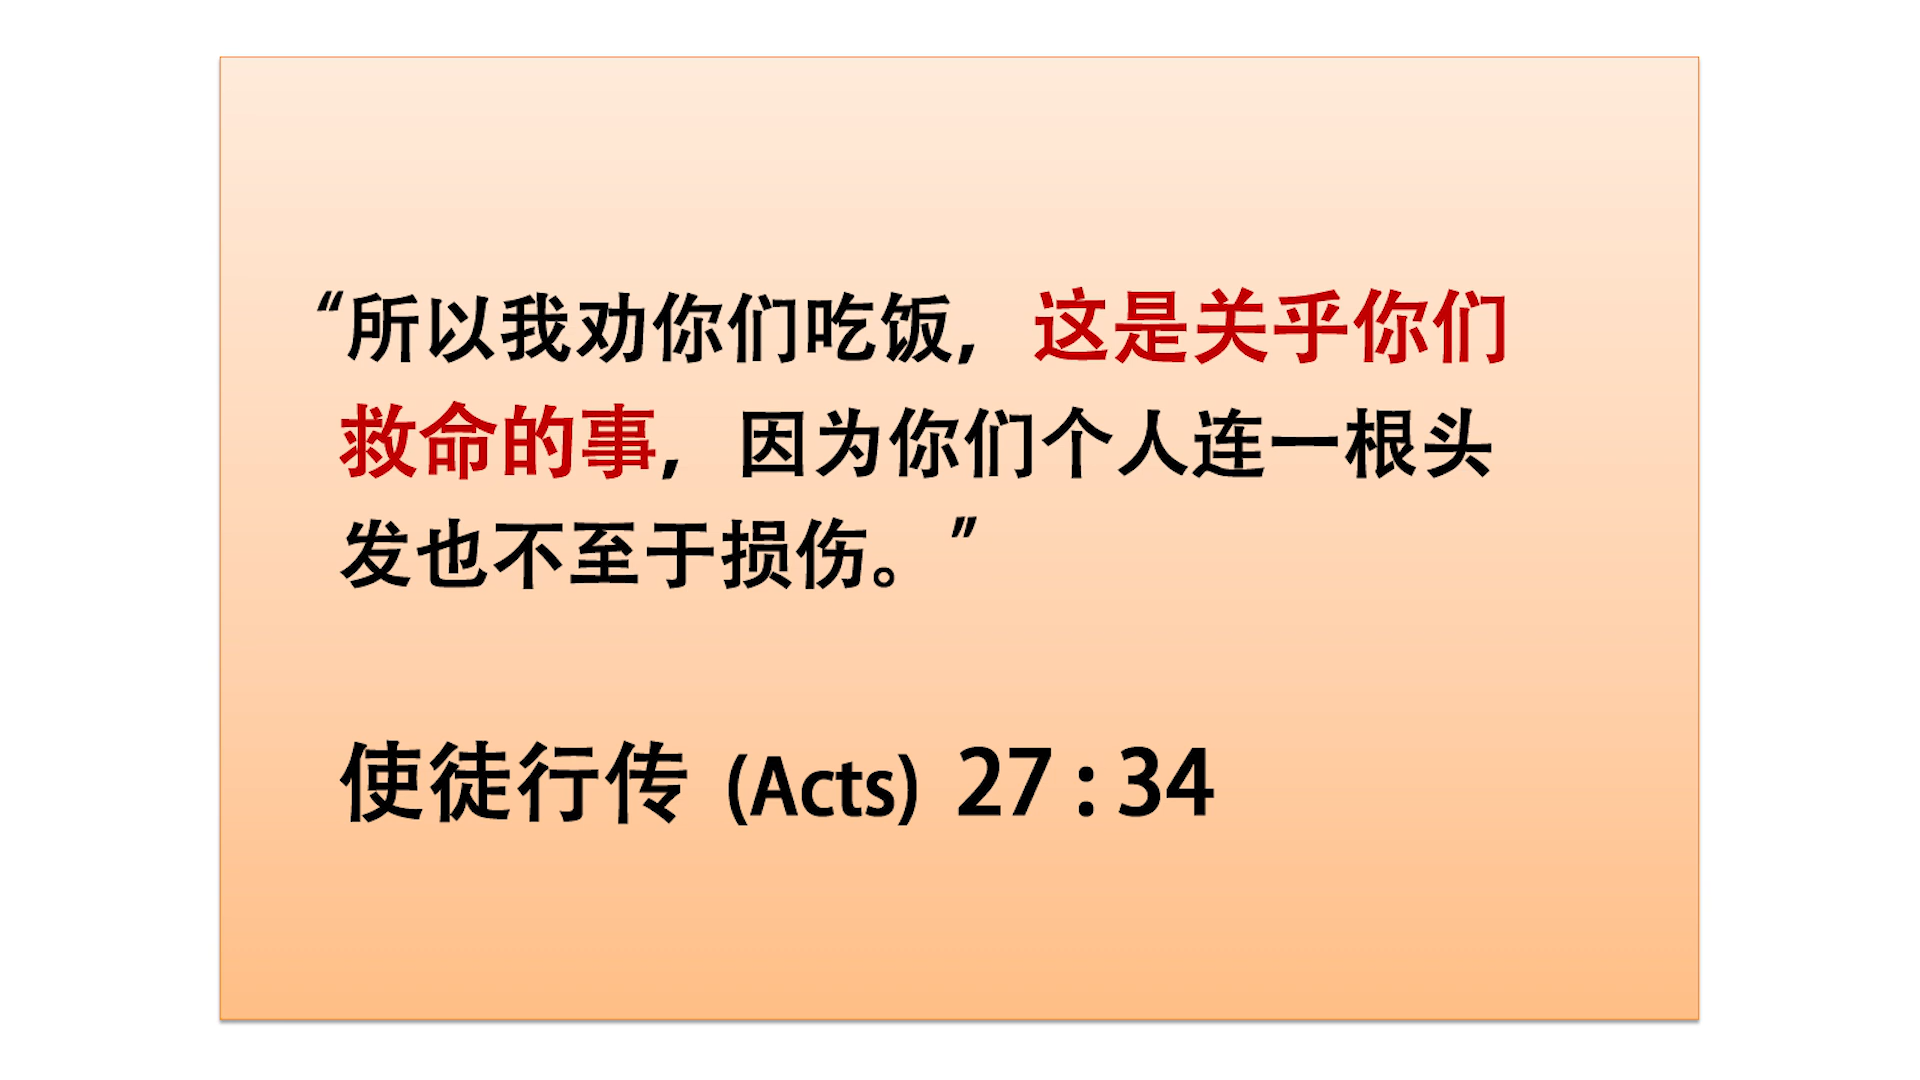 “所以我劝你们吃饭，这是关乎你们
救命的事，因为你们个人连一根头
发也不至于损伤。”
使徒行传 (Acts) 27 : 34